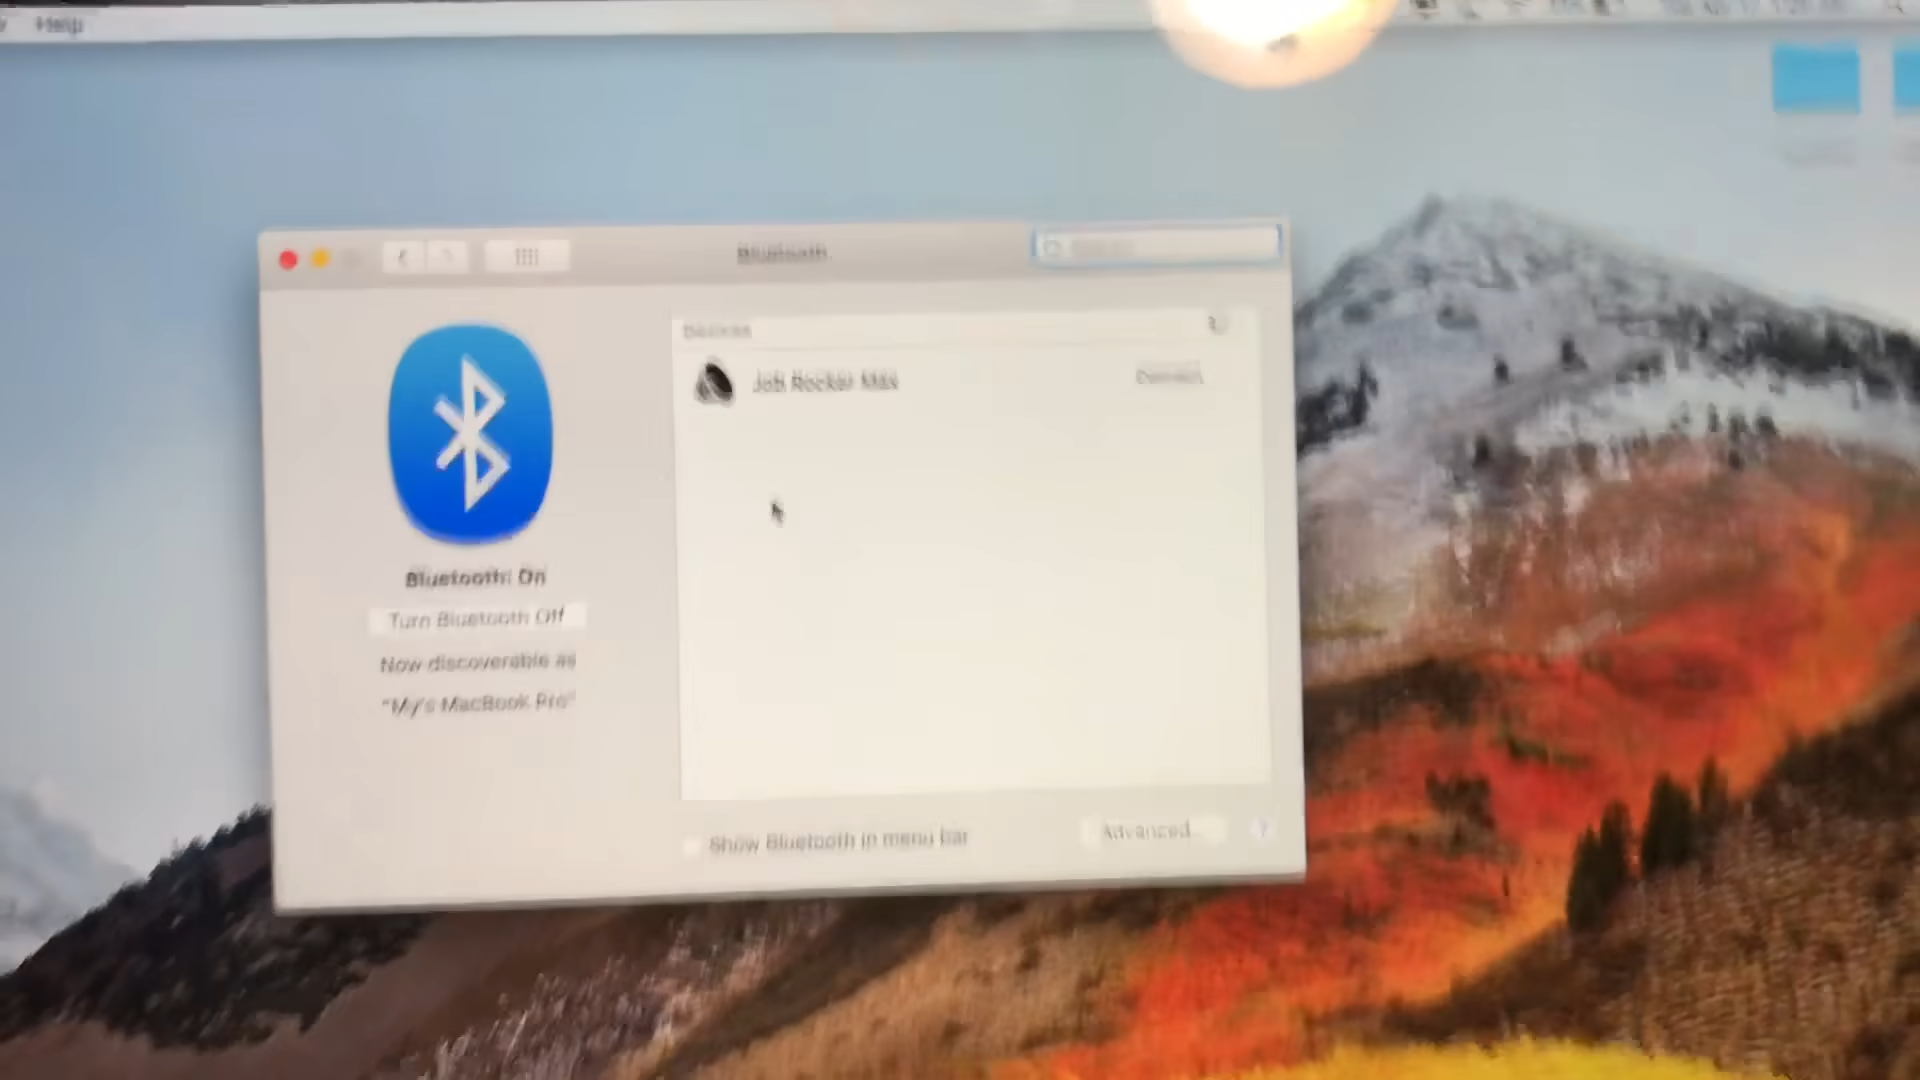 Help
Bluetooth
Devices
Job Rocker Max
Connect
Bluetooth: On
Turn Bluetooth Off
Now discoverable as
"My's MacBook Pro"
Show Bluetooth in menu bar
Advanced...
?